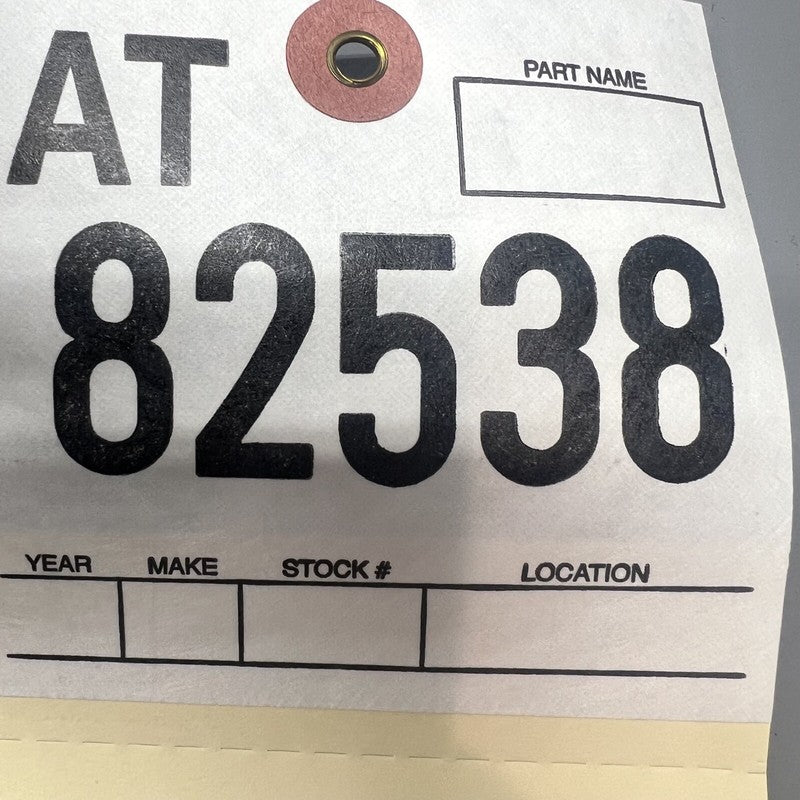 AT
PART NAME
82538
YEAR MAKE STOCK # LOCATION